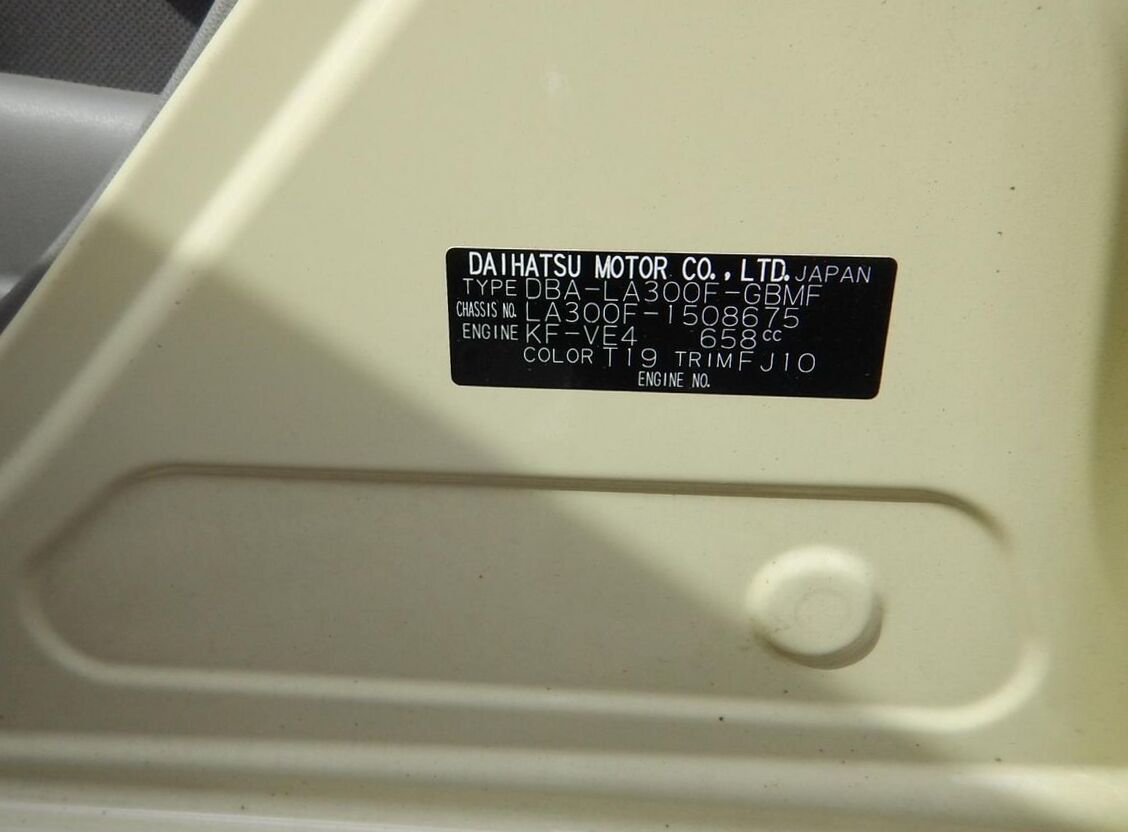 DAIHATSU MOTOR CO., LTD. JAPAN
TYPE DBA-LA300F-GBMF
CHASSIS NO. LA300F-1508675
ENGINE KF-VE4 658cc
COLOR T19 TRIM FJ10
ENGINE NO.